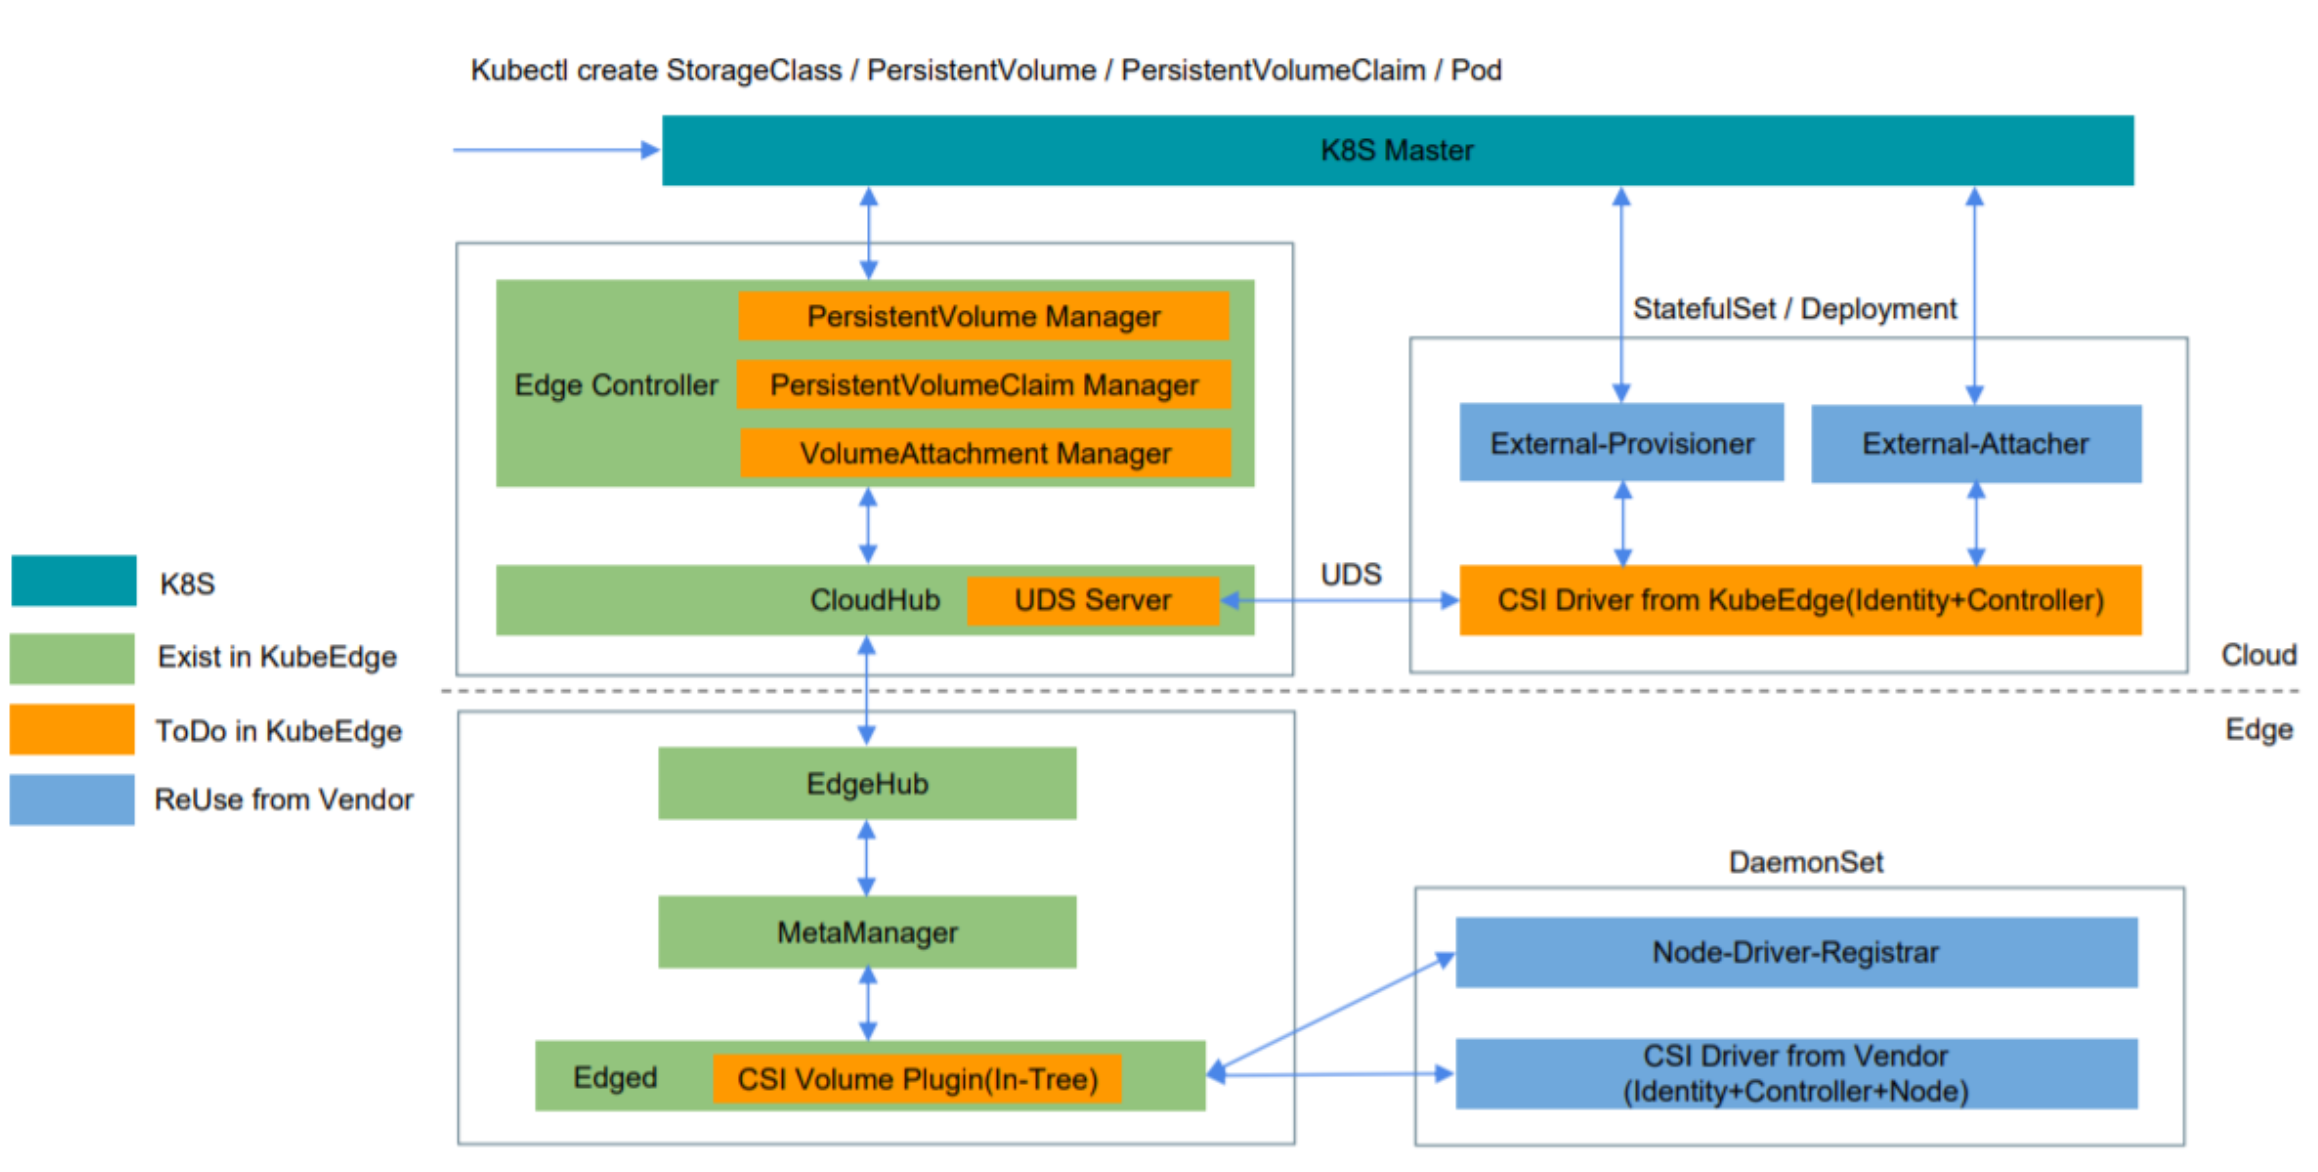 Kubectl create StorageClass / PersistentVolume / PersistentVolumeClaim / Pod
K8S Master
PersistentVolume Manager
Edge Controller
PersistentVolumeClaim Manager
VolumeAttachment Manager
StatefulSet / Deployment
External-Provisioner
External-Attacher
CloudHub
UDS Server
UDS
CSI Driver from KubeEdge(Identity+Controller)
Cloud
Edge
K8S
Exist in KubeEdge
ToDo in KubeEdge
ReUse from Vendor
EdgeHub
MetaManager
Edged
CSI Volume Plugin(In-Tree)
DaemonSet
Node-Driver-Registrar
CSI Driver from Vendor
(Identity+Controller+Node)